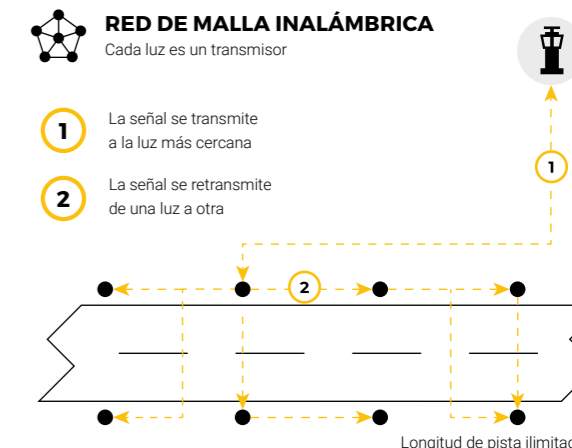 RED DE MALLA INALÁMBRICA
Cada luz es un transmisor
1
La señal se transmite
a la luz más cercana
2
La señal se retransmite
de una luz a otra
1
2
Longitud de pista